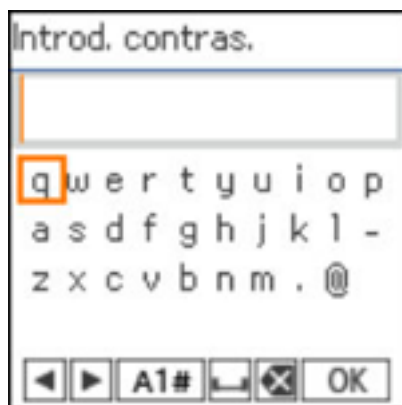 Introd. contras.
q w e r t y u i o p
a s d f g h j k l -
z x c v b n m . @
A1# OK